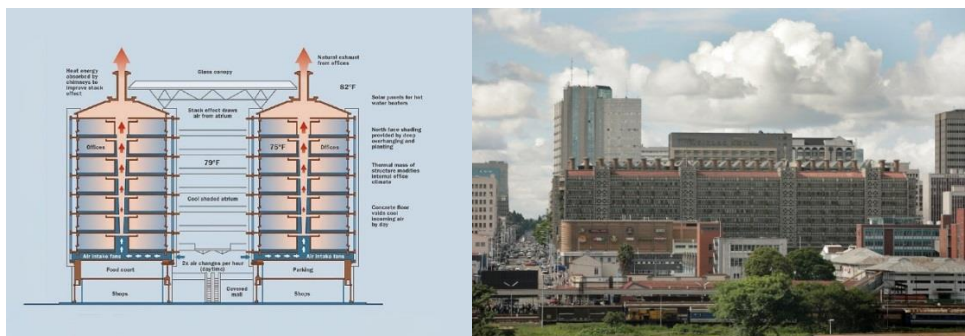 Heat energy
absorbed by
chimneys to
improve stack
effect
Glass canopy
Natural exhaust
from offices
82°F
Stack effect draws
air from atrium
Solar panels for hot
water heaters
Offices
79°F
75°F
Offices
North face shading
provided by deep
overhanging and
planting
Thermal mass of
structure modifies
internal office
climate
Cool shaded atrium
Concrete floor
voids cool
incoming air
by day
Air intake fans
Air intake fans
2x air changes per hour
(daytime)
Food court
Parking
Shops
Covered
mall
Shops